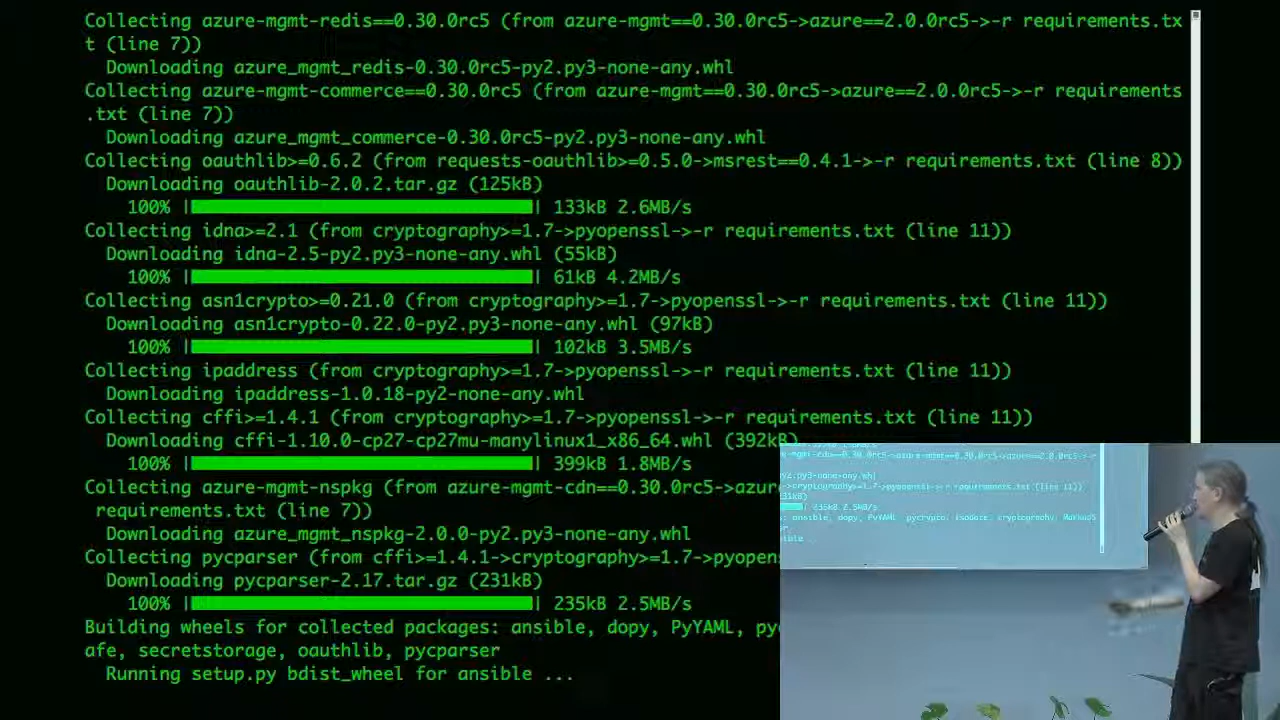 Collecting azure-mgmt-redis==0.30.0rc5 (from azure-mgmt==0.30.0rc5->azure==2.0.0rc5->-r requirements.tx
t (line 7))
Downloading azure_mgmt_redis-0.30.0rc5-py2.py3-none-any.whl
Collecting azure-mgmt-commerce==0.30.0rc5 (from azure-mgmt==0.30.0rc5->azure==2.0.0rc5->-r requirements
.txt (line 7))
Downloading azure_mgmt_commerce-0.30.0rc5-py2.py3-none-any.whl
Collecting oauthlib>=0.6.2 (from requests-oauthlib>=0.5.0->msrest==0.4.1->-r requirements.txt (line 8))
Downloading oauthlib-2.0.2.tar.gz (125kB)
100% || 133kB 2.6MB/s
Collecting idna>=2.1 (from cryptography>=1.7->pyopenssl->-r requirements.txt (line 11))
Downloading idna-2.5-py2.py3-none-any.whl (55kB)
100% || 61kB 4.2MB/s
Collecting asn1crypto>=0.21.0 (from cryptography>=1.7->pyopenssl->-r requirements.txt (line 11))
Downloading asn1crypto-0.22.0-py2.py3-none-any.whl (97kB)
100% || 102kB 3.5MB/s
Collecting ipaddress (from cryptography>=1.7->pyopenssl->-r requirements.txt (line 11))
Downloading ipaddress-1.0.18-py2-none-any.whl
Collecting cffi>=1.4.1 (from cryptography>=1.7->pyopenssl->-r requirements.txt (line 11))
Downloading cffi-1.10.0-cp27-cp27mu-manylinux1_x86_64.whl (392kB)
100% || 399kB 1.8MB/s
Collecting azure-mgmt-nspkg (from azure-mgmt-cdn==0.30.0rc5->azur
requirements.txt (line 7))
Downloading azure_mgmt_nspkg-2.0.0-py2.py3-none-any.whl
Collecting pycparser (from cffi>=1.4.1->cryptography>=1.7->pyopen
Downloading pycparser-2.17.tar.gz (231kB)
100% || 235kB 2.5MB/s
Building wheels for collected packages: ansible, dopy, PyYAML, py
afe, secretstorage, oauthlib, pycparser
Running setup.py bdist_wheel for ansible ...